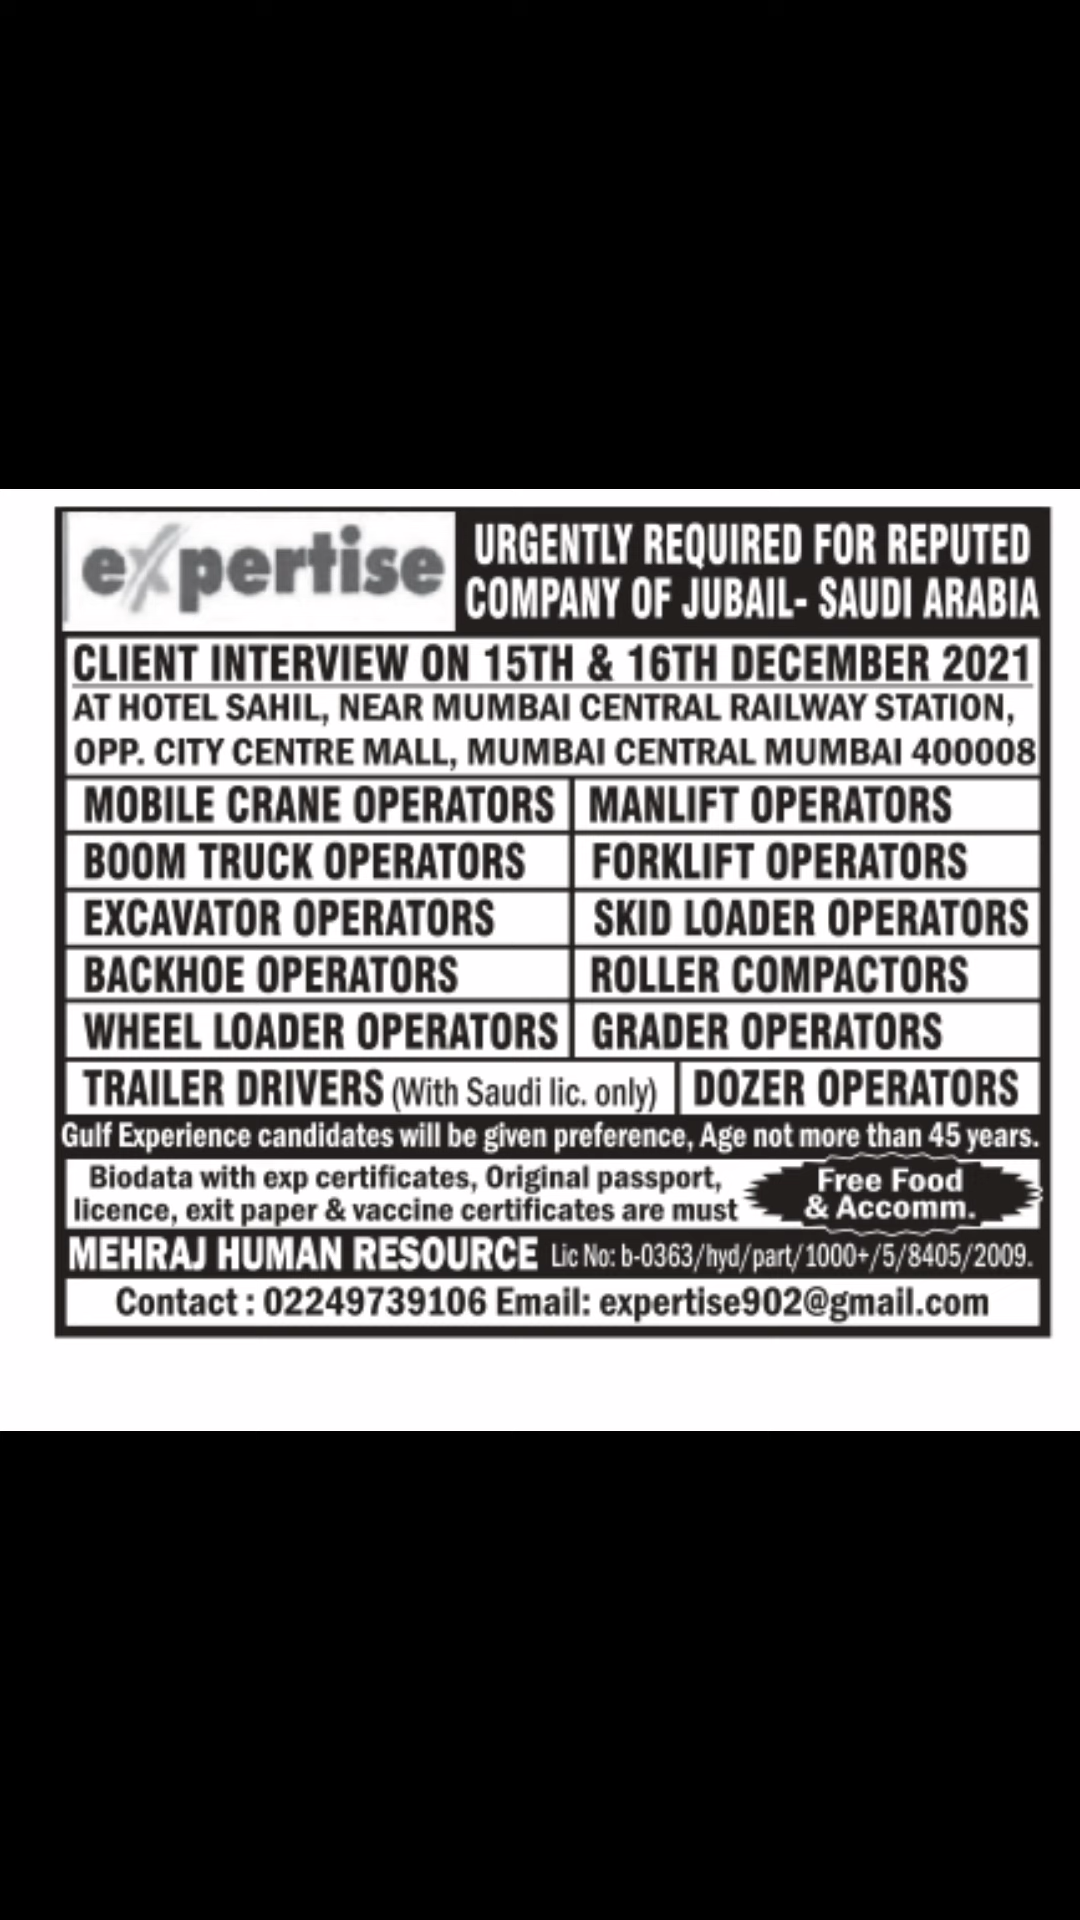 expertise
URGENTLY REQUIRED FOR REPUTED
COMPANY OF JUBAIL- SAUDI ARABIA
CLIENT INTERVIEW ON 15TH & 16TH DECEMBER 2021
AT HOTEL SAHIL, NEAR MUMBAI CENTRAL RAILWAY STATION,
OPP. CITY CENTRE MALL, MUMBAI CENTRAL MUMBAI 400008
MOBILE CRANE OPERATORS MANLIFT OPERATORS
BOOM TRUCK OPERATORS FORKLIFT OPERATORS
EXCAVATOR OPERATORS SKID LOADER OPERATORS
BACKHOE OPERATORS ROLLER COMPACTORS
WHEEL LOADER OPERATORS GRADER OPERATORS
TRAILER DRIVERS (With Saudi lic. only) DOZER OPERATORS
Gulf Experience candidates will be given preference, Age not more than 45 years.
Biodata with exp certificates, Original passport,
licence, exit paper & vaccine certificates are must
Free Food
& Accomm.
MEHRAJ HUMAN RESOURCE Lic No: b-0363/hyd/part/1000+/5/8405/2009.
Contact : 02249739106 Email: expertise902@gmail.com